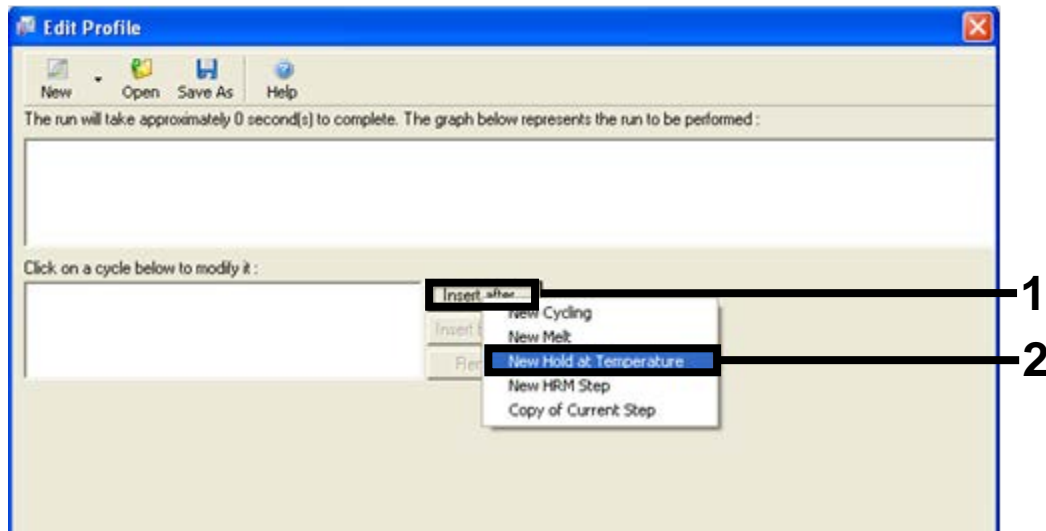 Edit Profile
New Open Save As Help
The run will take approximately 0 second(s) to complete. The graph below represents the run to be performed :
Click on a cycle below to modify it :
Insert after...
1
New Cycling
Insert
New Melt
New Hold at Temperature
2
New HRM Step
Copy of Current Step